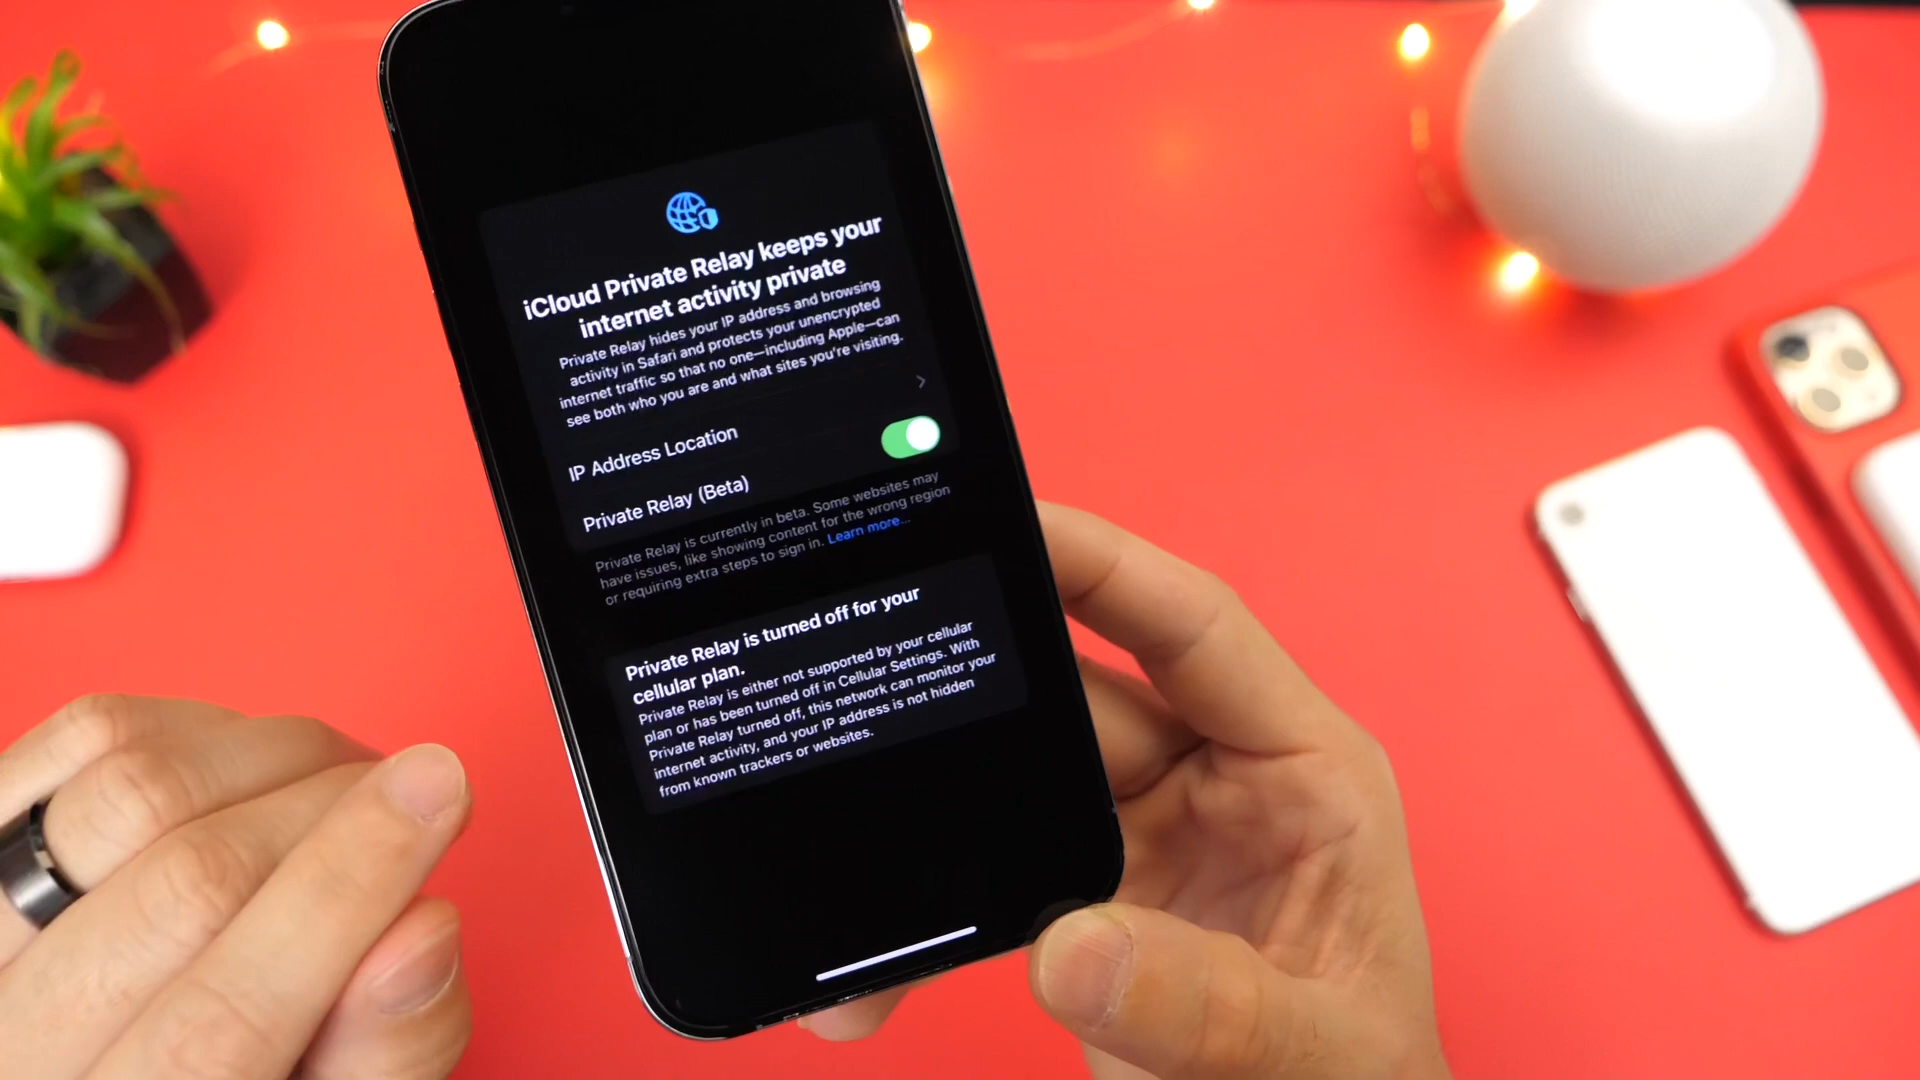 iCloud Private Relay keeps your
internet activity private
Private Relay hides your IP address and browsing
activity in Safari and protects your unencrypted
internet traffic so that no one—including Apple—can
see both who you are and what sites you're visiting.
IP Address Location
Private Relay (Beta)
Private Relay is currently in beta. Some websites may
have issues, like showing content for the wrong region
or requiring extra steps to sign in. Learn more...
Private Relay is turned off for your
cellular plan.
Private Relay is either not supported by your cellular
plan or has been turned off in Cellular Settings. With
Private Relay turned off, this network can monitor your
internet activity, and your IP address is not hidden
from known trackers or websites.